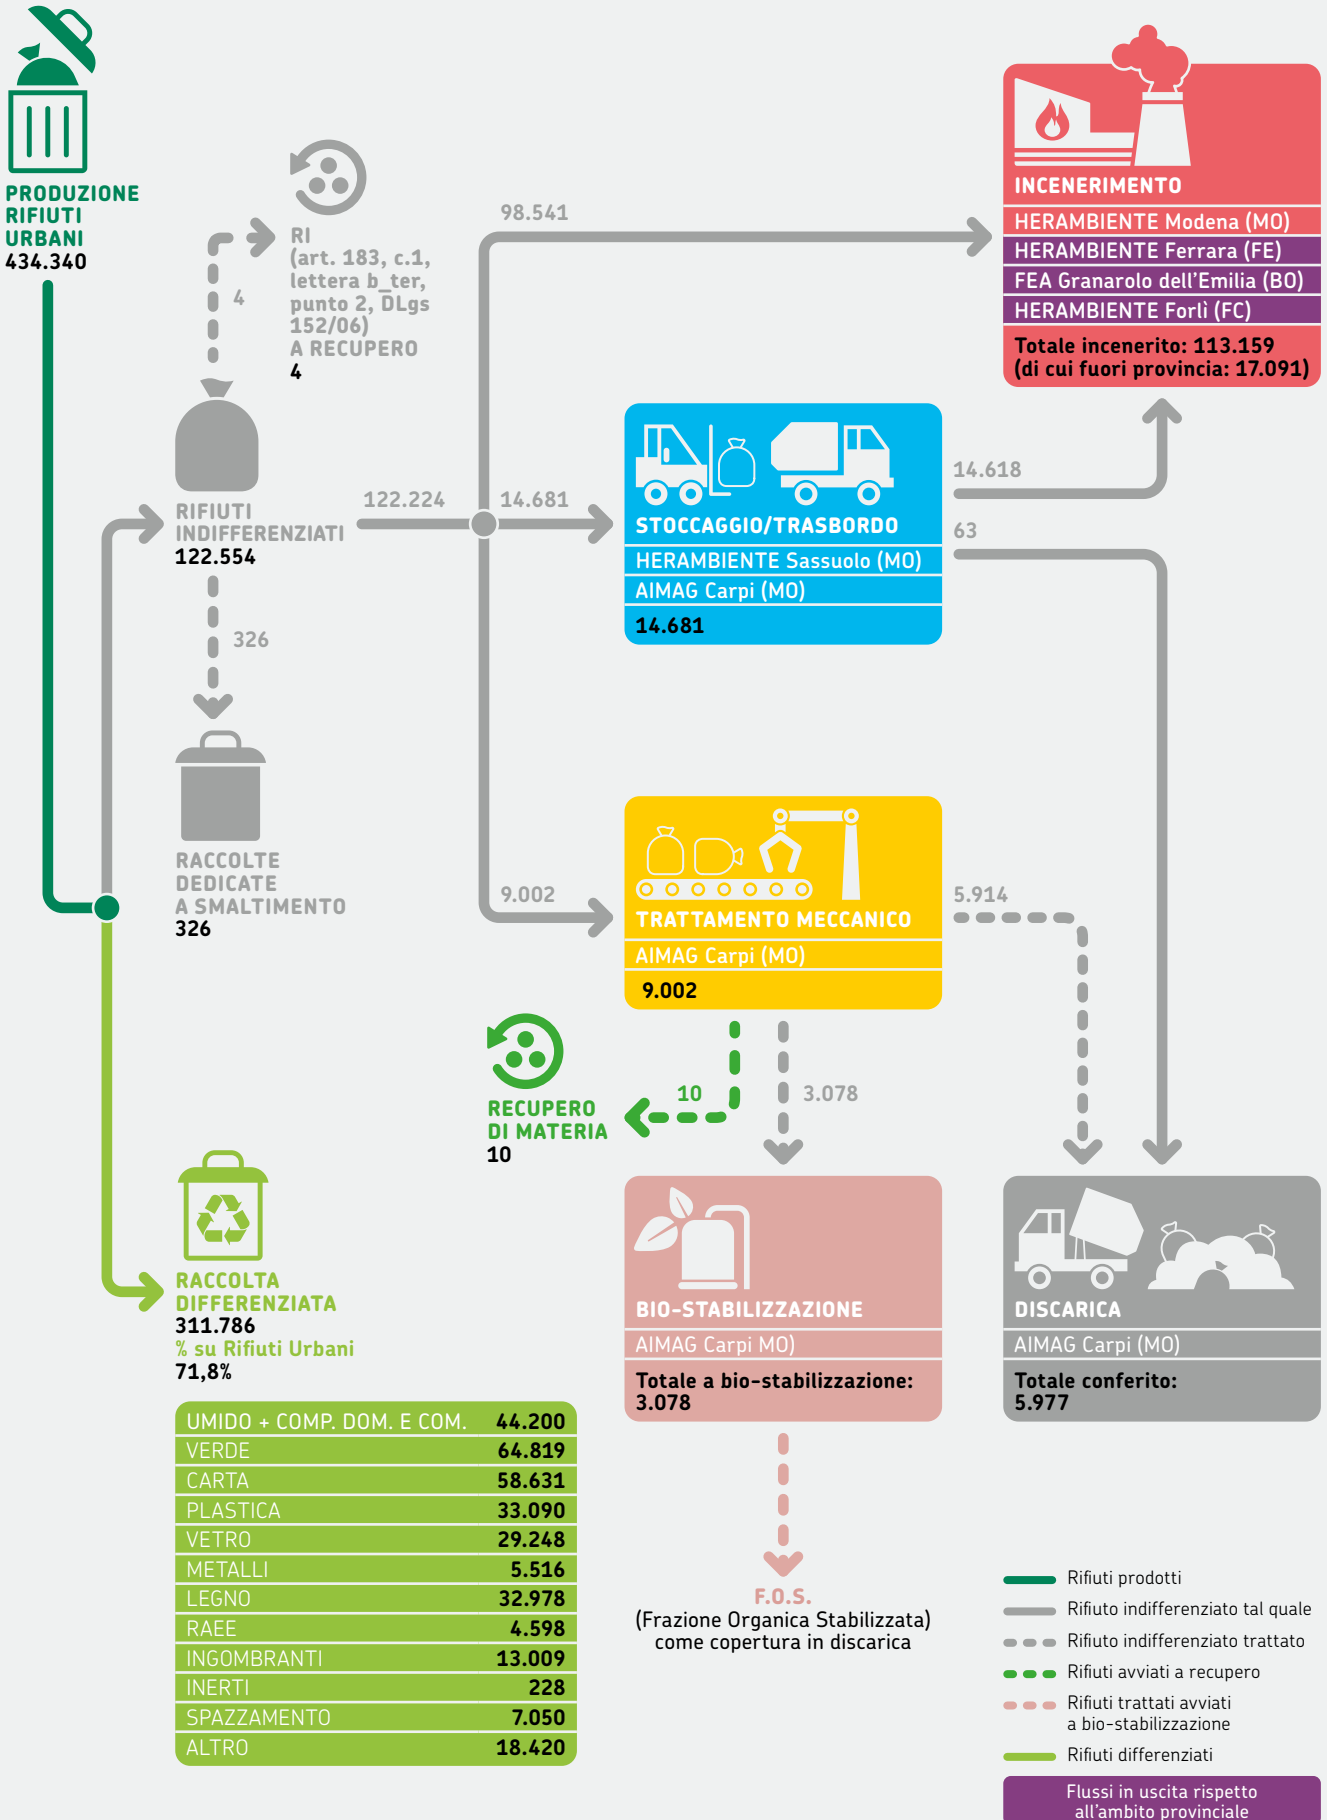 PRODUZIONE
RIFIUTI
URBANI
434.340
4
RI
(art. 183, c.1,
lettera b_ter,
punto 2, DLgs
152/06)
A RECUPERO
4
RIFIUTI
INDIFFERENZIATI
122.554
326
RACCOLTE
DEDICATE
A SMALTIMENTO
326
122.224
98.541
14.681
9.002
INCENERIMENTO
HERAMBIENTE Modena (MO)
HERAMBIENTE Ferrara (FE)
FEA Granarolo dell'Emilia (BO)
HERAMBIENTE Forlì (FC)
Totale incenerito: 113.159
(di cui fuori provincia: 17.091)
STOCCAGGIO/TRASBORDO
HERAMBIENTE Sassuolo (MO)
AIMAG Carpi (MO)
14.681
14.618
63
TRATTAMENTO MECCANICO
AIMAG Carpi (MO)
9.002
5.914
10
3.078
RECUPERO
DI MATERIA
10
BIO-STABILIZZAZIONE
AIMAG Carpi MO)
Totale a bio-stabilizzazione:
3.078
DISCARICA
AIMAG Carpi (MO)
Totale conferito:
5.977
F.O.S.
(Frazione Organica Stabilizzata)
come copertura in discarica
RACCOLTA
DIFFERENZIATA
311.786
% su Rifiuti Urbani
71,8%
UMIDO + COMP. DOM. E COM. 44.200
VERDE 64.819
CARTA 58.631
PLASTICA 33.090
VETRO 29.248
METALLI 5.516
LEGNO 32.978
RAEE 4.598
INGOMBRANTI 13.009
INERTI 228
SPAZZAMENTO 7.050
ALTRO 18.420
Rifiuti prodotti
Rifiuto indifferenziato tal quale
Rifiuto indifferenziato trattato
Rifiuti avviati a recupero
Rifiuti trattati avviati
a bio-stabilizzazione
Rifiuti differenziati
Flussi in uscita rispetto
all'ambito provinciale